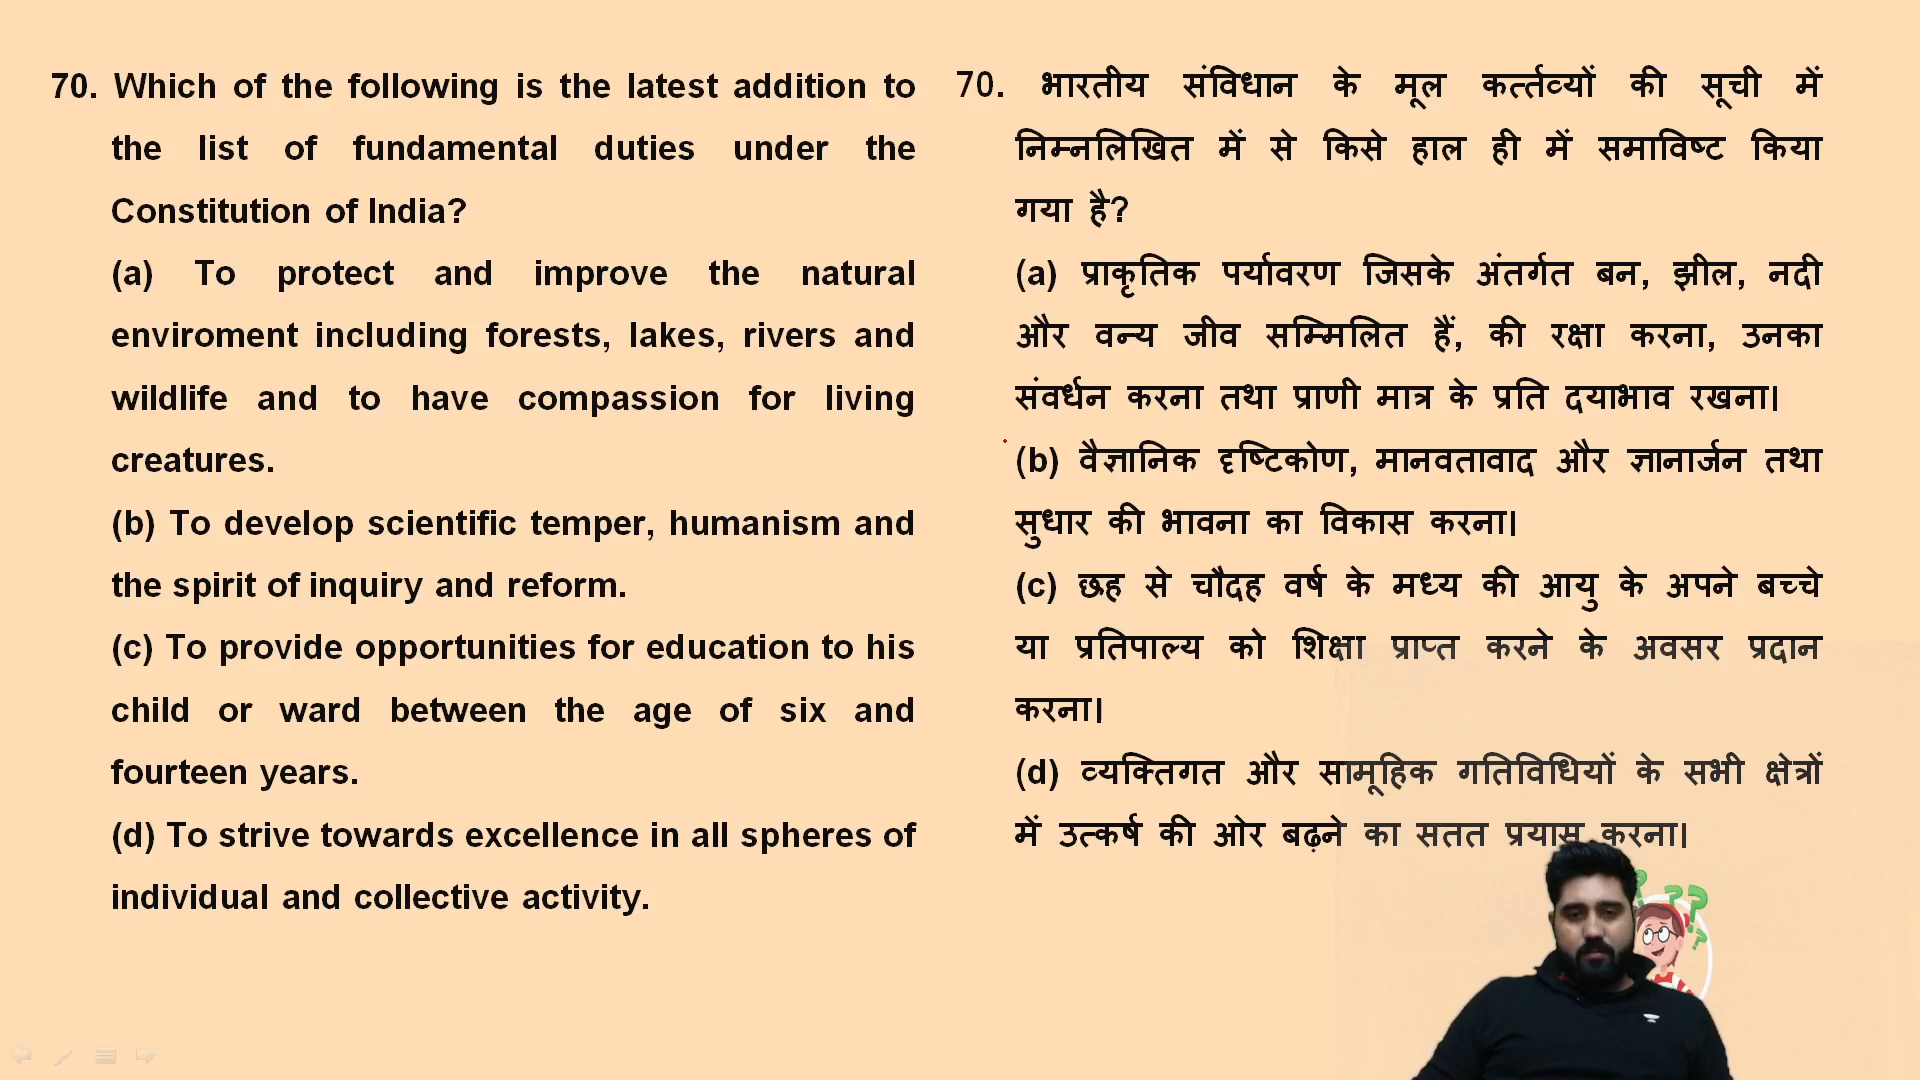 70. Which of the following is the latest addition to
the list of fundamental duties under the
Constitution of India?
(a) To protect and improve the natural
enviroment including forests, lakes, rivers and
wildlife and to have compassion for living
creatures.
(b) To develop scientific temper, humanism and
the spirit of inquiry and reform.
(c) To provide opportunities for education to his
child or ward between the age of six and
fourteen years.
(d) To strive towards excellence in all spheres of
individual and collective activity.
70. भारतीय संविधान के मूल कर्त्तव्यों की सूची में
निम्नलिखित में से किसे हाल ही में समाविष्ट किया
गया है?
(a) प्राकृतिक पर्यावरण जिसके अंतर्गत बन, झील, नदी
और वन्य जीव सम्मिलित हैं, की रक्षा करना, उनका
संवर्धन करना तथा प्राणी मात्र के प्रति दयाभाव रखना।
(b) वैज्ञानिक दृष्टिकोण, मानवतावाद और ज्ञानार्जन तथा
सुधार की भावना का विकास करना।
(c) छह से चौदह वर्ष के मध्य की आयु के अपने बच्चे
या प्रतिपाल्य को शिक्षा प्राप्त करने के अवसर प्रदान
करना।
(d) व्यक्तिगत और सामूहिक गतिविधियों के सभी क्षेत्रों
में उत्कर्ष की ओर बढ़ने का सतत प्रयास करना।